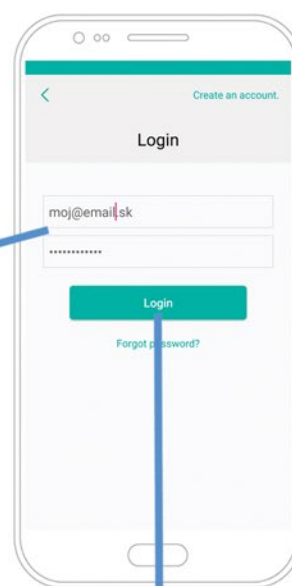 Create an account.
Login
moj@email.sk
••••••••••••
Login
Forgot password?